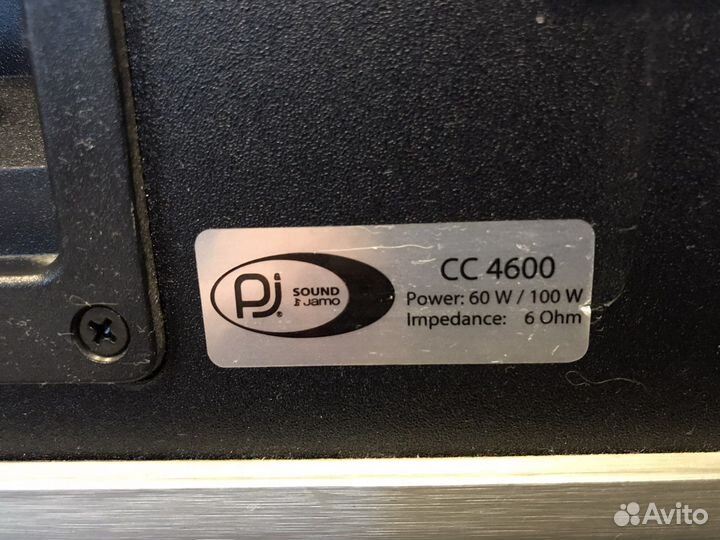 PJ®
SOUND
by Jamo
CC 4600
Power: 60 W / 100 W
Impedance: 6 Ohm
Avito